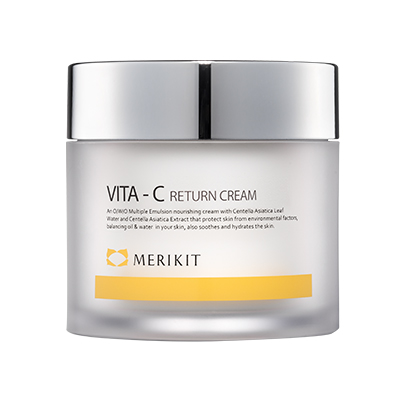 VITA - C RETURN CREAM
An O/W/O Multiple Emulsion nourishing cream with Centella Asiatica Leaf
Water and Centella Asiatica Extract that protect skin from environmental factors,
balancing oil & water in your skin, also soothes and hydrates the skin.
MERIKIT